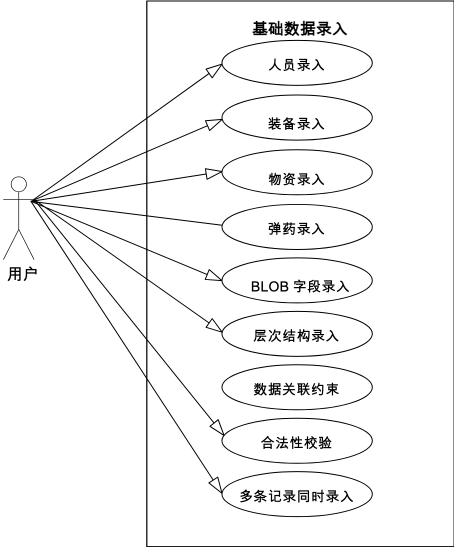 基础数据录入
人员录入
装备录入
物资录入
弹药录入
用户
BLOB 字段录入
层次结构录入
数据关联约束
合法性校验
多条记录同时录入